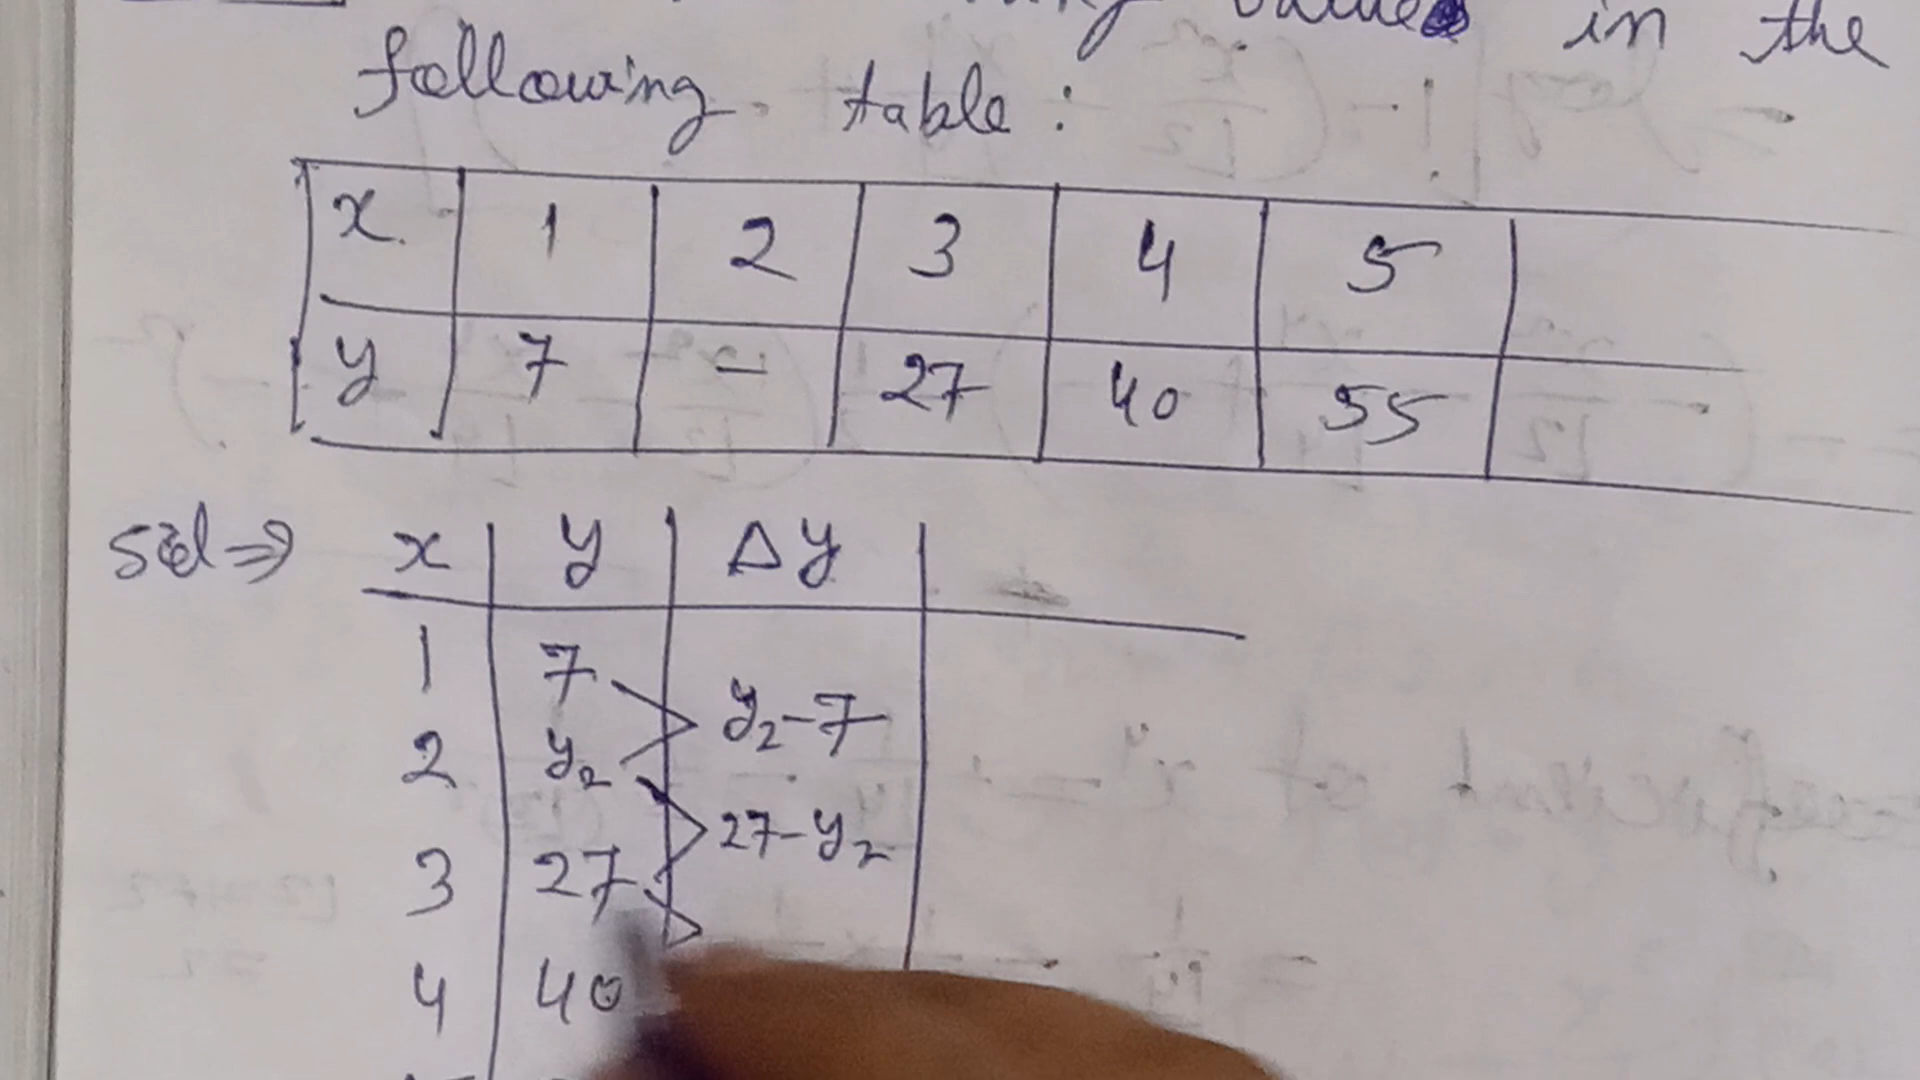 in the
following table :
x 1 2 3 4 5
y 7 - 27 40 55
Sol ⇒ x y Δy
1 7
y₂-7
2 y₂
27-y₂
3 27
4 40